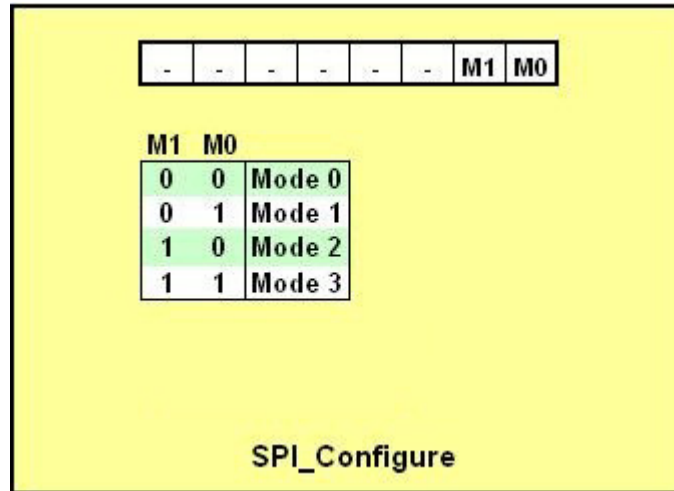 - - - - - - M1 M0
M1 M0
0 0 Mode 0
0 1 Mode 1
1 0 Mode 2
1 1 Mode 3
SPI_Configure